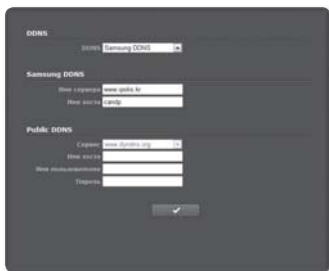 DDNS
DDNS Samsung DDNS
Samsung DDNS
Имя сервера www.ipolis.kr
Имя хоста candp
Public DDNS
Сервис www.dyndns.org
Имя хоста
Имя пользователя
Пароль